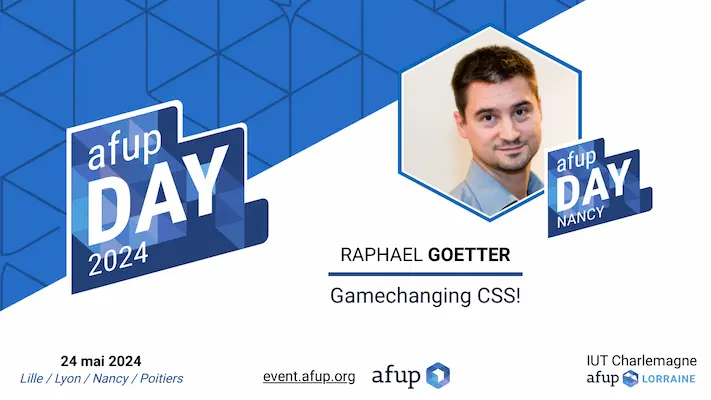 afup
DAY
2024
afup
DAY
NANCY
RAPHAEL GOETTER
Gamechanging CSS!
24 mai 2024
Lille / Lyon / Nancy / Poitiers
event.afup.org
afup
IUT Charlemagne
afup LORRAINE